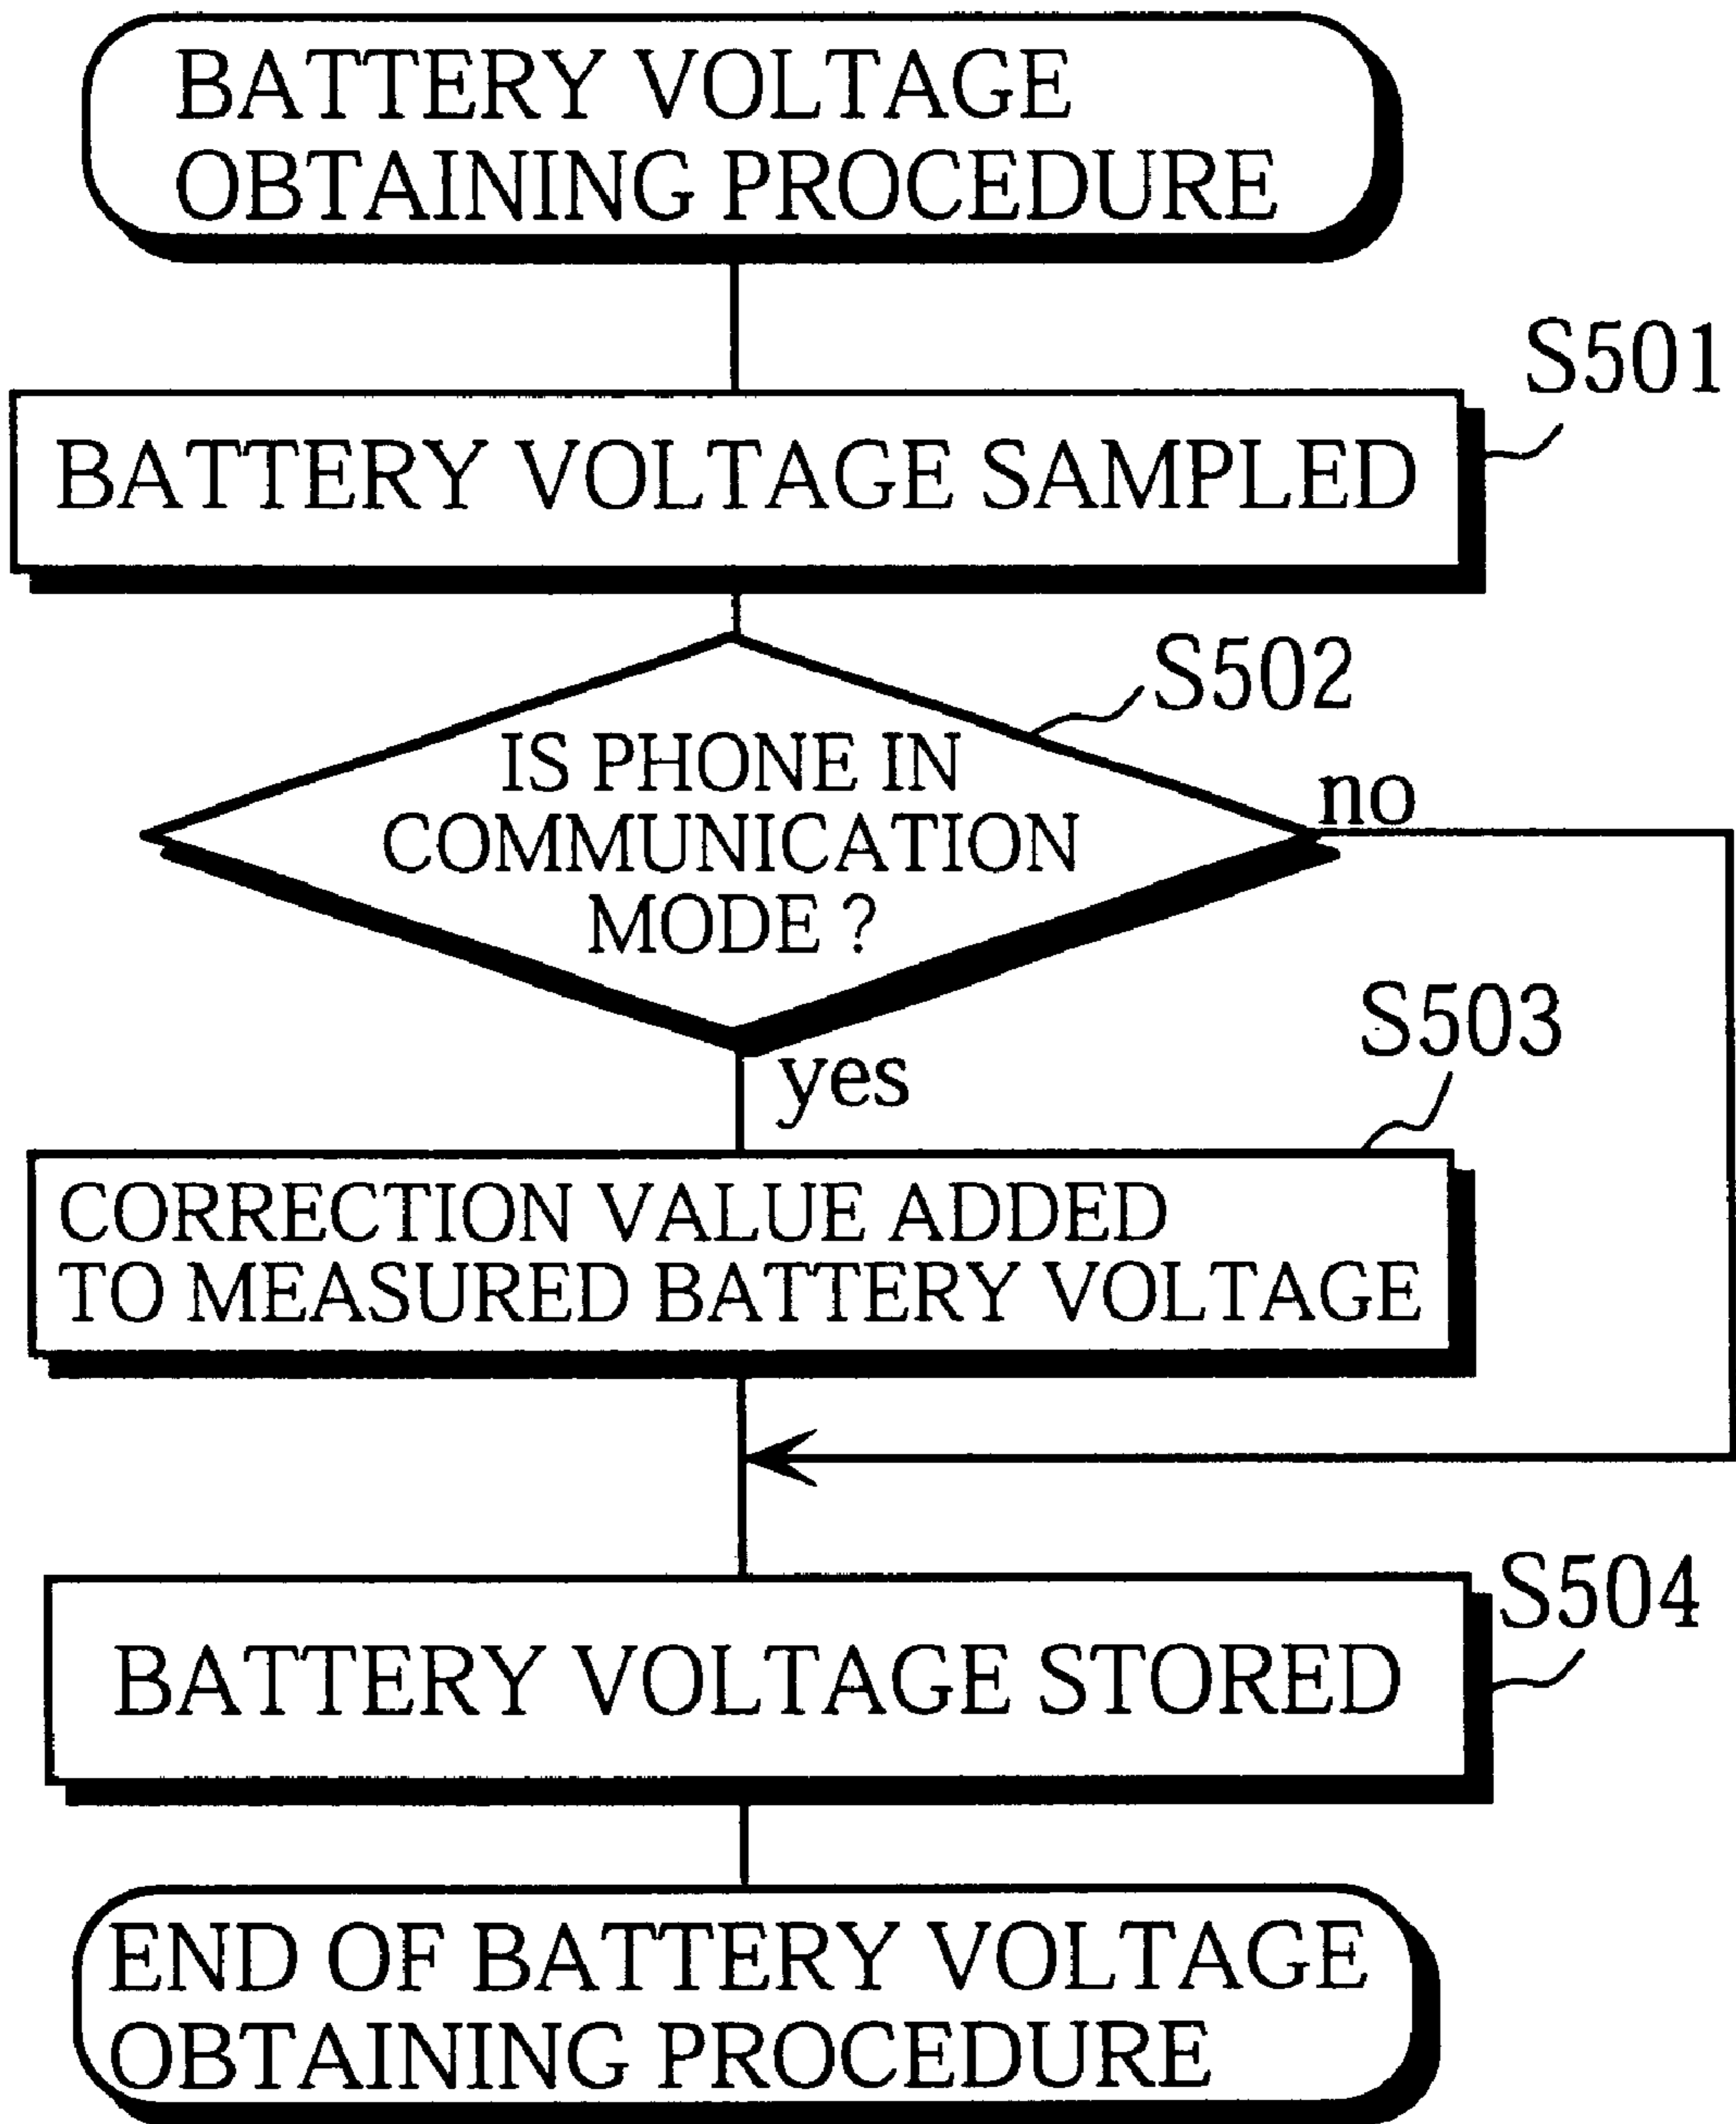 BATTERY VOLTAGE
OBTAINING PROCEDURE
S501
BATTERY VOLTAGE SAMPLED
S502
IS PHONE IN
COMMUNICATION
MODE ?
no
yes
S503
CORRECTION VALUE ADDED
TO MEASURED BATTERY VOLTAGE
S504
BATTERY VOLTAGE STORED
END OF BATTERY VOLTAGE
OBTAINING PROCEDURE